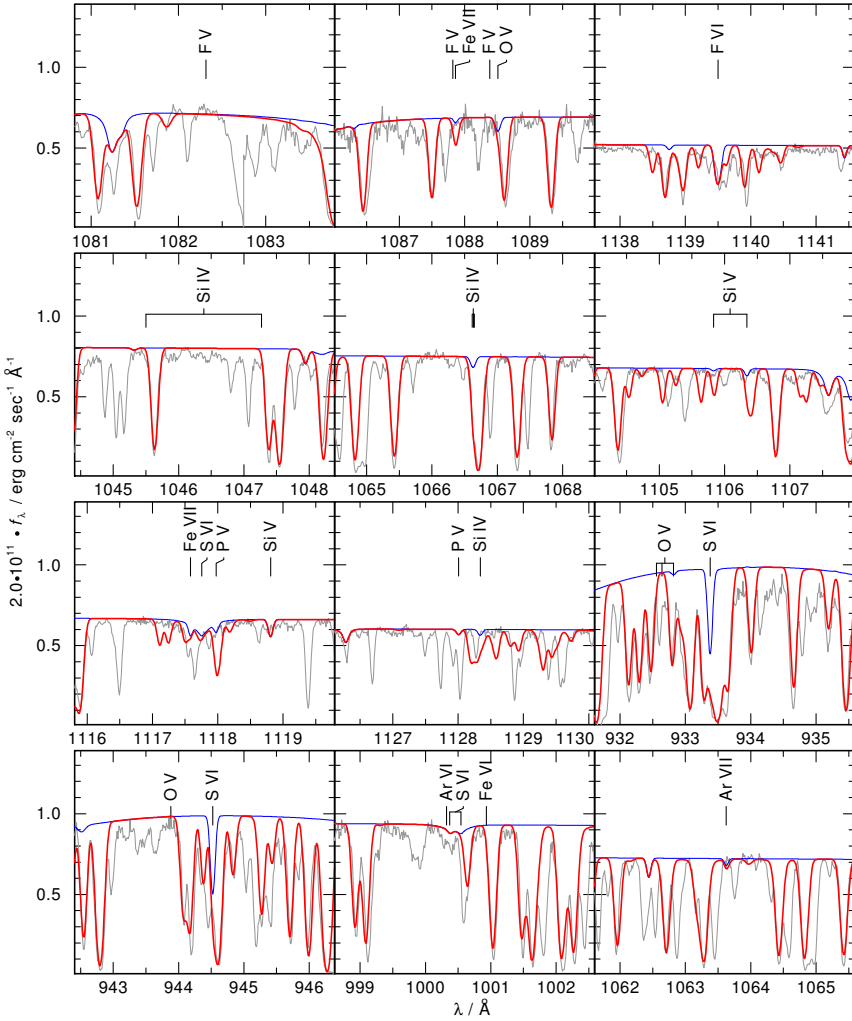 F V
F V
Fe VII
F V
O V
F VI
1.0
0.5
1081 1082 1083
1087 1088 1089
1138 1139 1140 1141
Si IV
Si IV
Si V
1.0
0.5
1045 1046 1047 1048
1065 1066 1067 1068
1105 1106 1107
2.0•10¹¹ • fλ / erg cm⁻² sec⁻¹ Å⁻¹
Fe VII
S VI
P V
Si V
P V
Si IV
O V
S VI
1.0
0.5
1116 1117 1118 1119
1127 1128 1129 1130
932 933 934 935
O V
S VI
Ar VI
S VI
Fe VI
Ar VII
1.0
0.5
943 944 945 946
999 1000 1001 1002
1062 1063 1064 1065
λ / Å